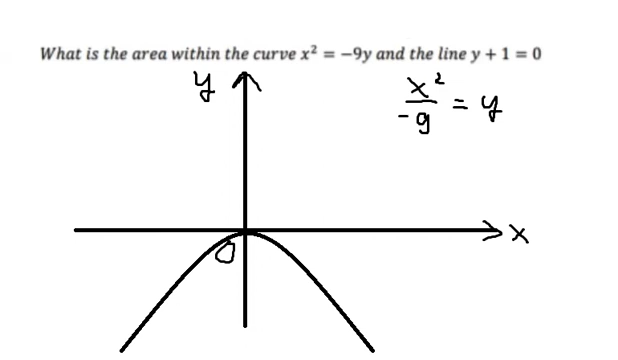 What is the area within the curve x² = −9y and the line y + 1 = 0
y
x²/-9 = y
x
0